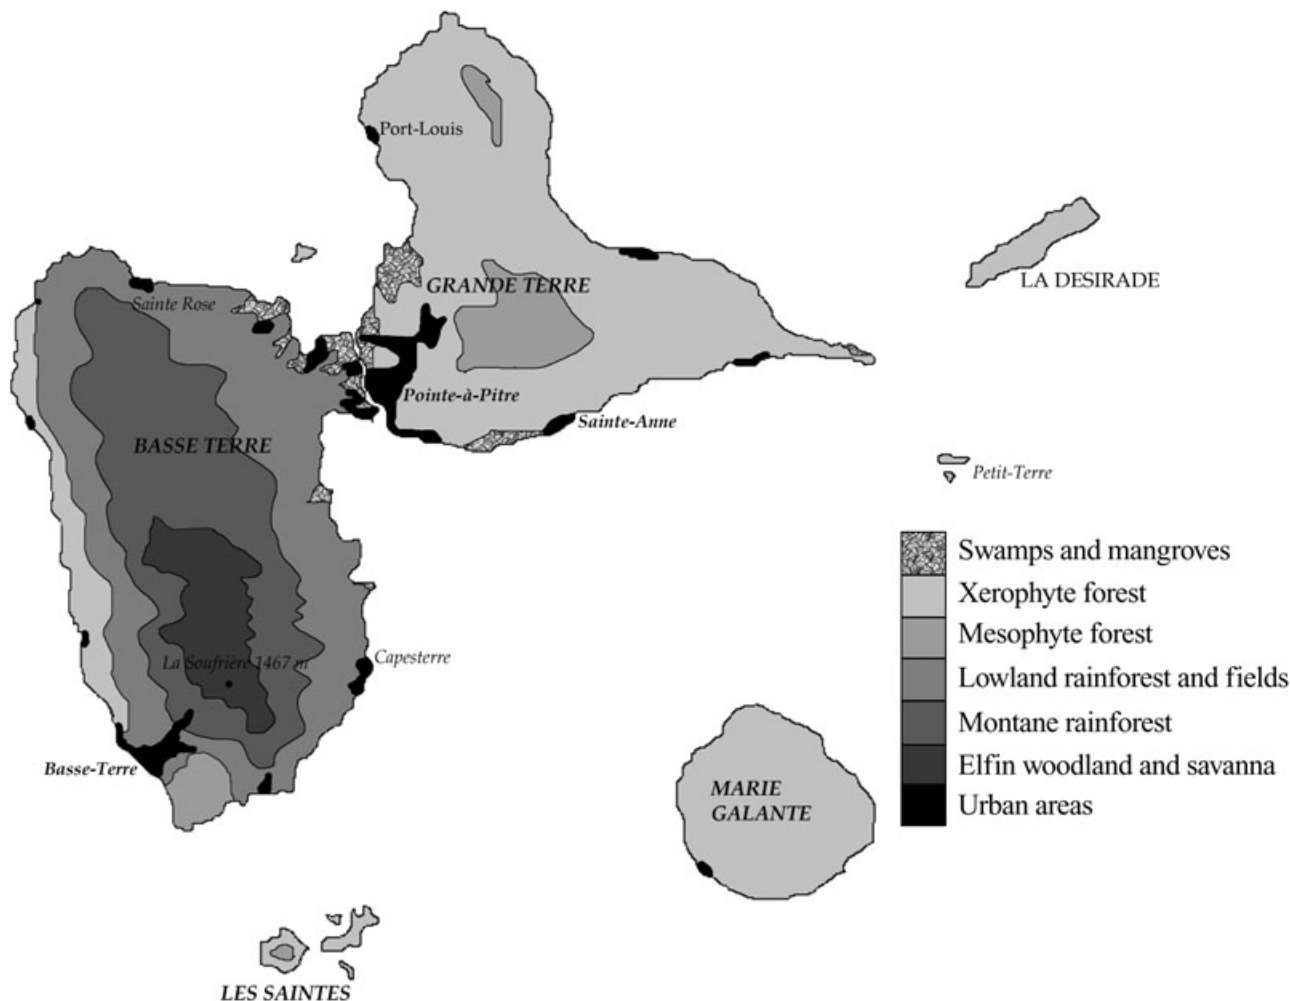 Port-Louis
GRANDE TERRE
LA DESIRADE
Sainte Rose
Pointe-à-Pitre
Sainte-Anne
BASSE TERRE
Petit-Terre
Swamps and mangroves
Xerophyte forest
Mesophyte forest
Lowland rainforest and fields
Montane rainforest
Elfin woodland and savanna
Urban areas
La Soufrière 1467 m
Capesterre
Basse-Terre
MARIE
GALANTE
LES SAINTES